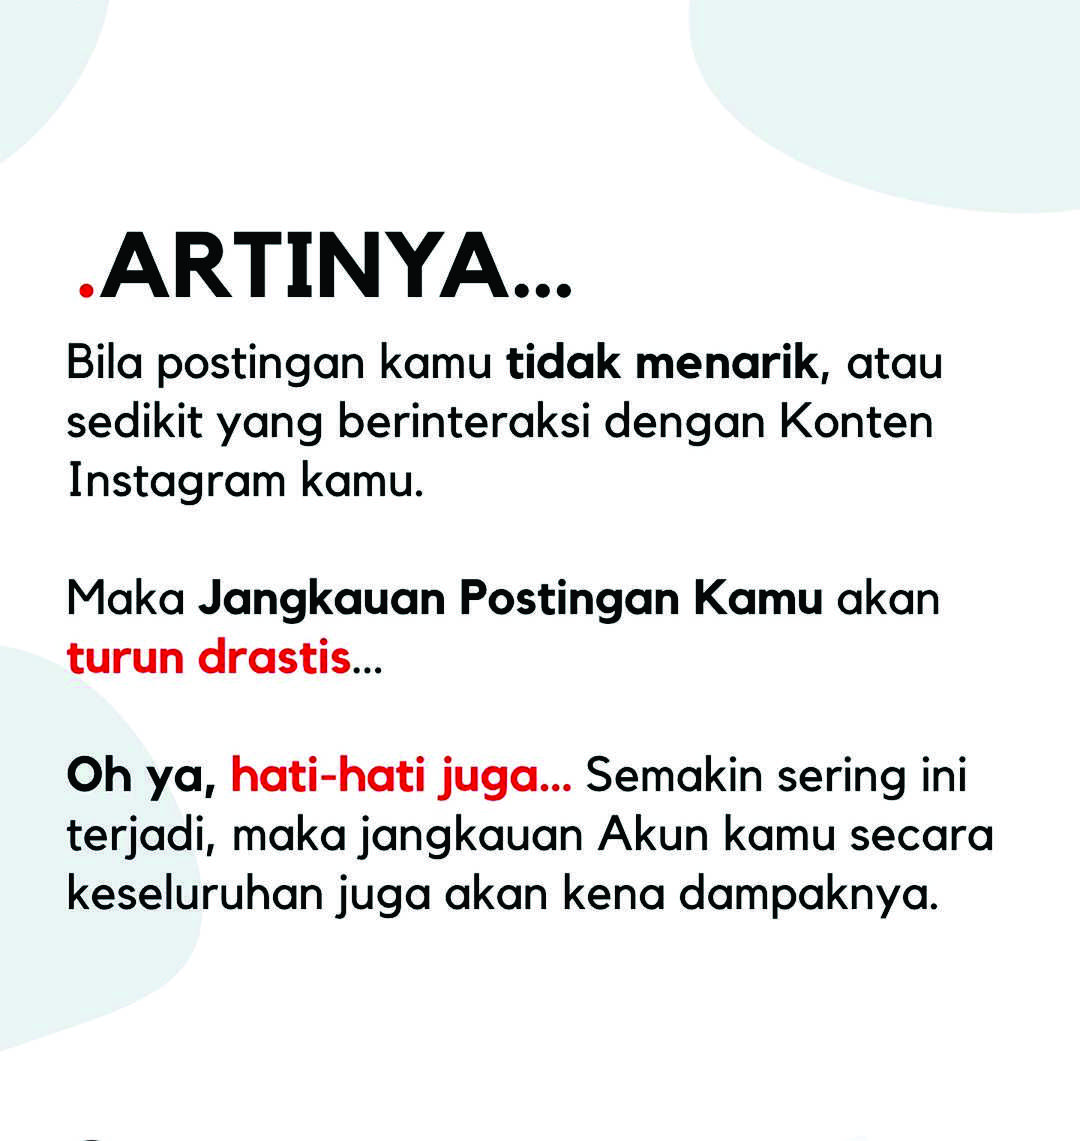 .ARTINYA...
Bila postingan kamu tidak menarik, atau
sedikit yang berinteraksi dengan Konten
Instagram kamu.
Maka Jangkauan Postingan Kamu akan
turun drastis...
Oh ya, hati-hati juga... Semakin sering ini
terjadi, maka jangkauan Akun kamu secara
keseluruhan juga akan kena dampaknya.